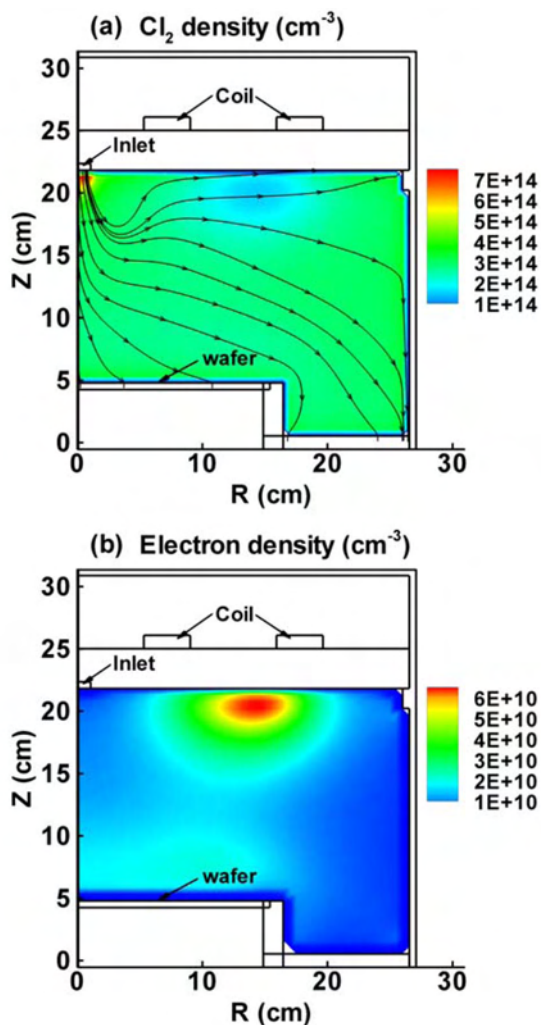 (a) Cl₂ density (cm⁻³)
30
Coil
25
Inlet
20
7E+14
6E+14
5E+14
4E+14
3E+14
2E+14
1E+14
Z (cm)
15
10
wafer
5
0
0 10 20 30
R (cm)
(b) Electron density (cm⁻³)
30
Coil
25
Inlet
20
6E+10
5E+10
4E+10
3E+10
2E+10
1E+10
Z (cm)
15
10
wafer
5
0
0 10 20 30
R (cm)